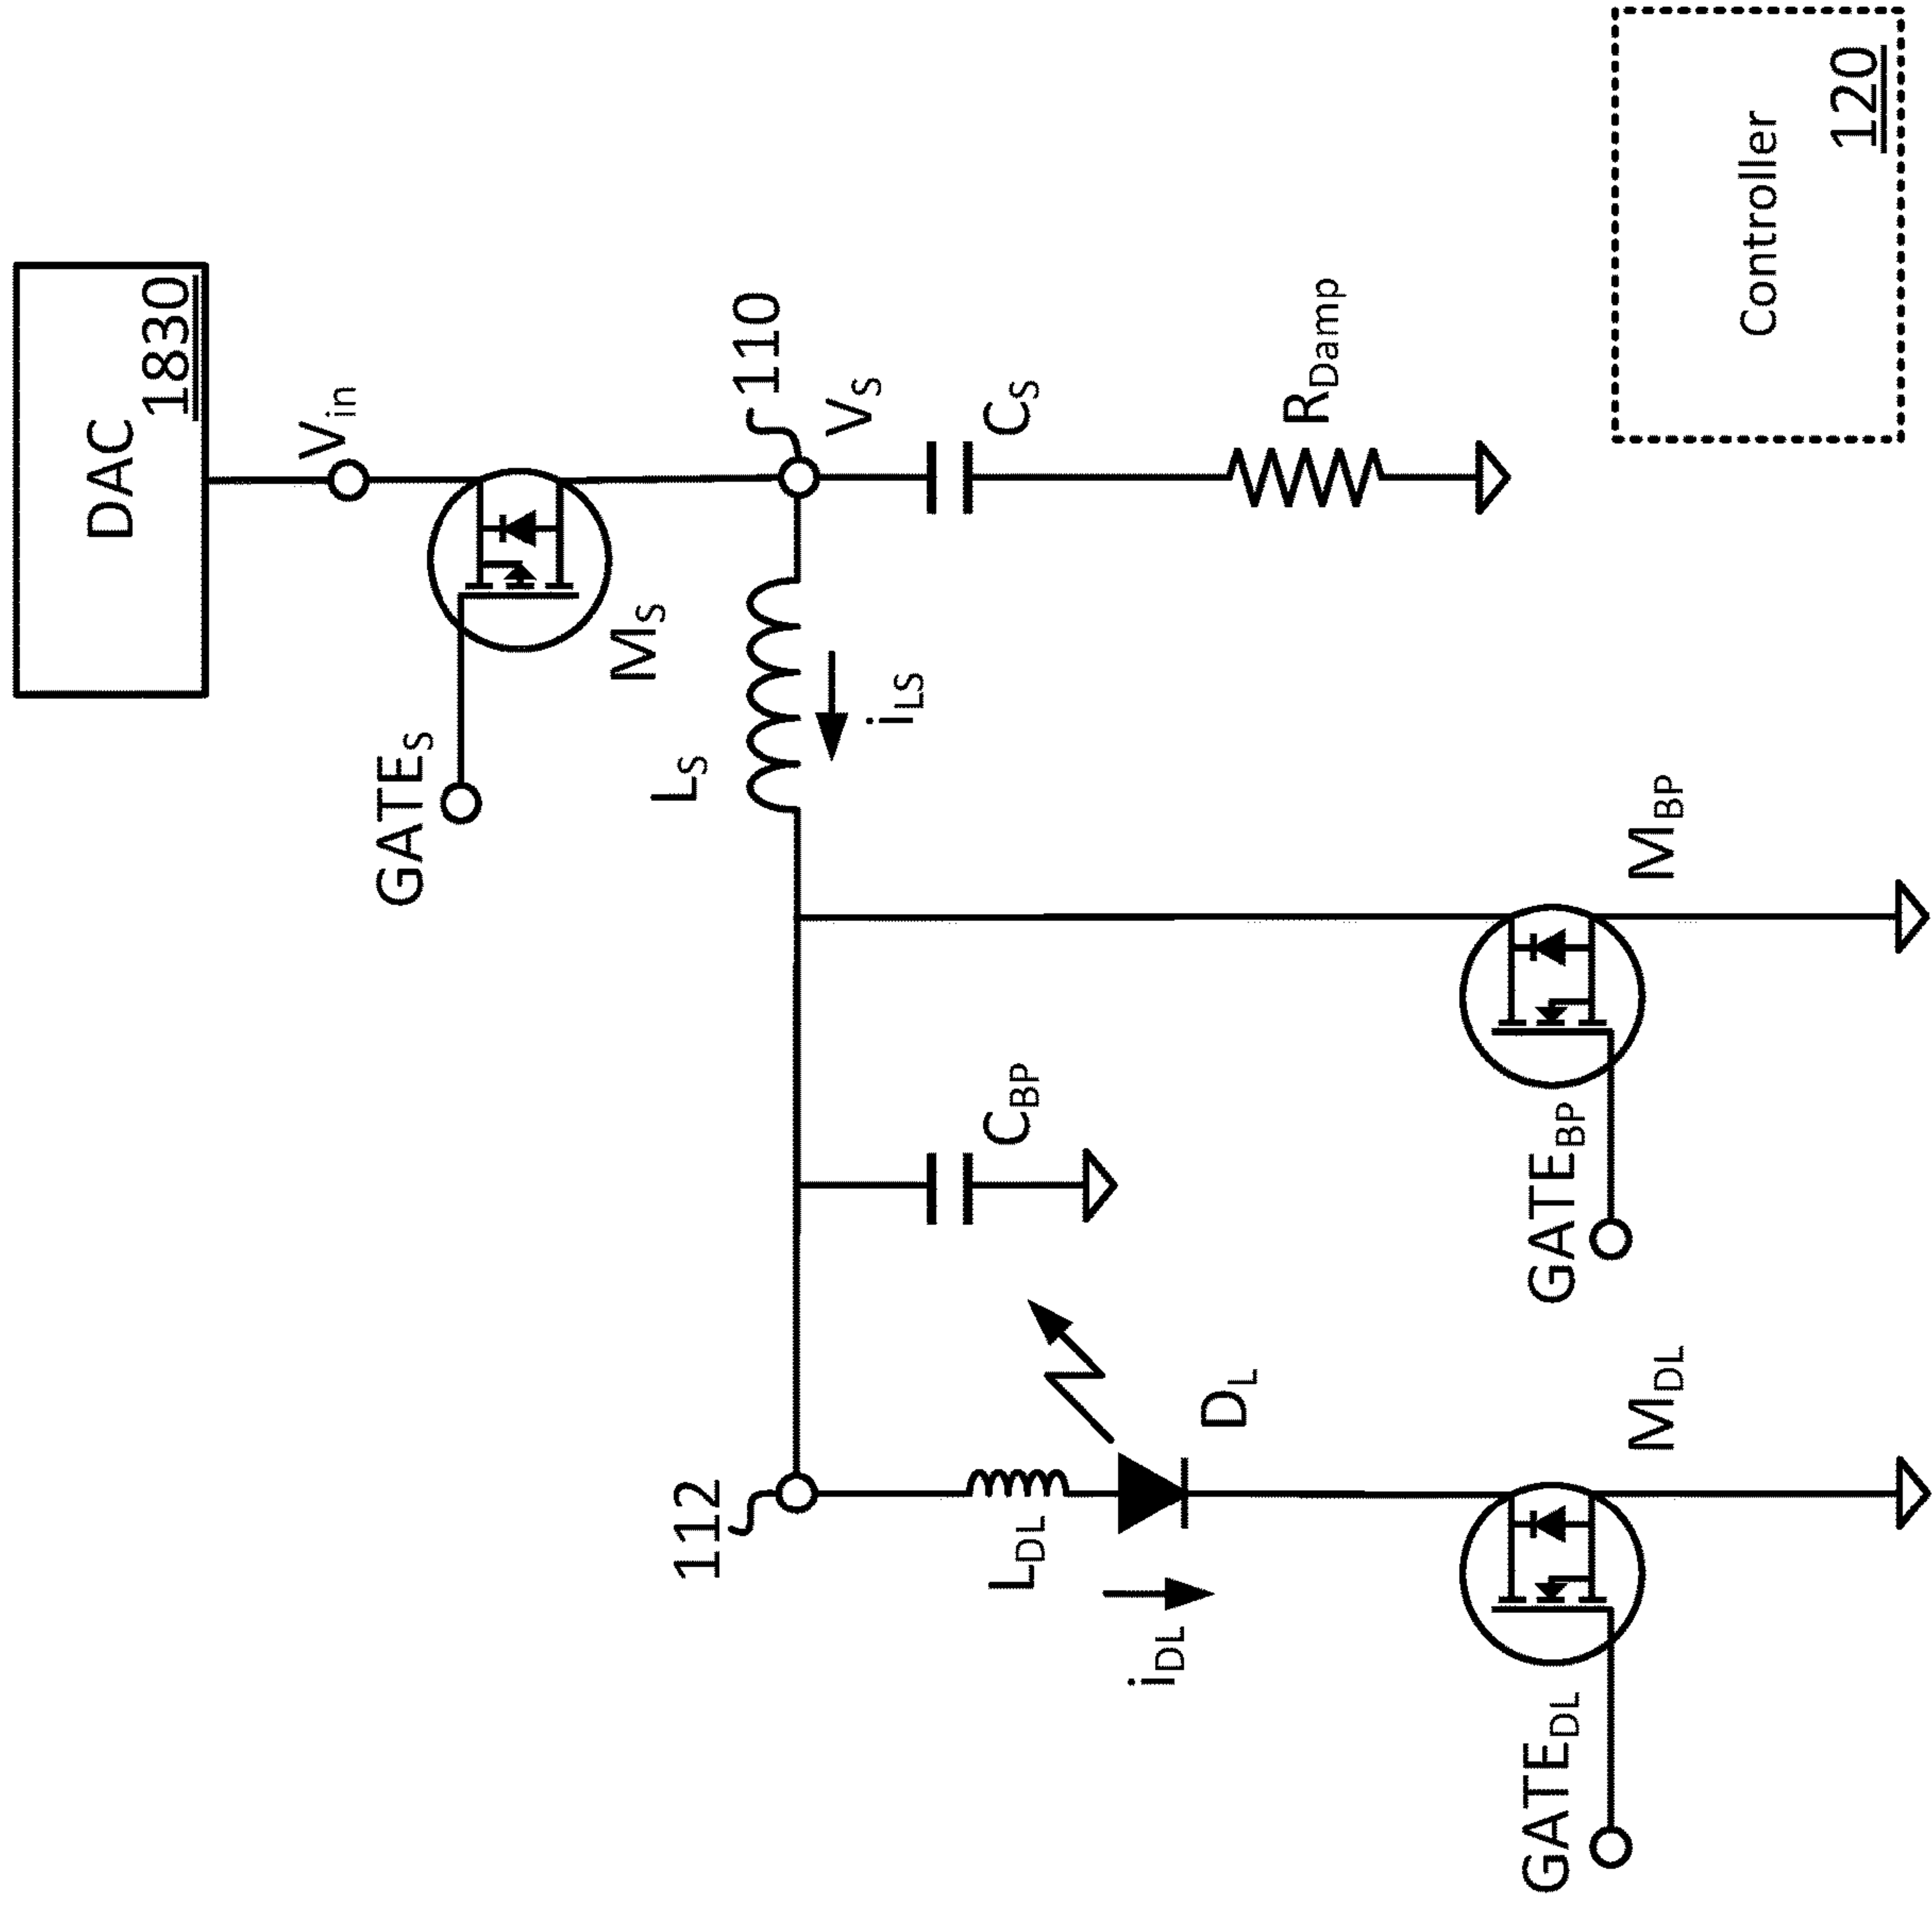 DAC
1830
Vin
GATES
MS
110
VS
LS
iLS
CS
RDamp
Controller
120
112
CBP
LDL
iDL
DL
GATEBP
MBP
GATEDL
MDL